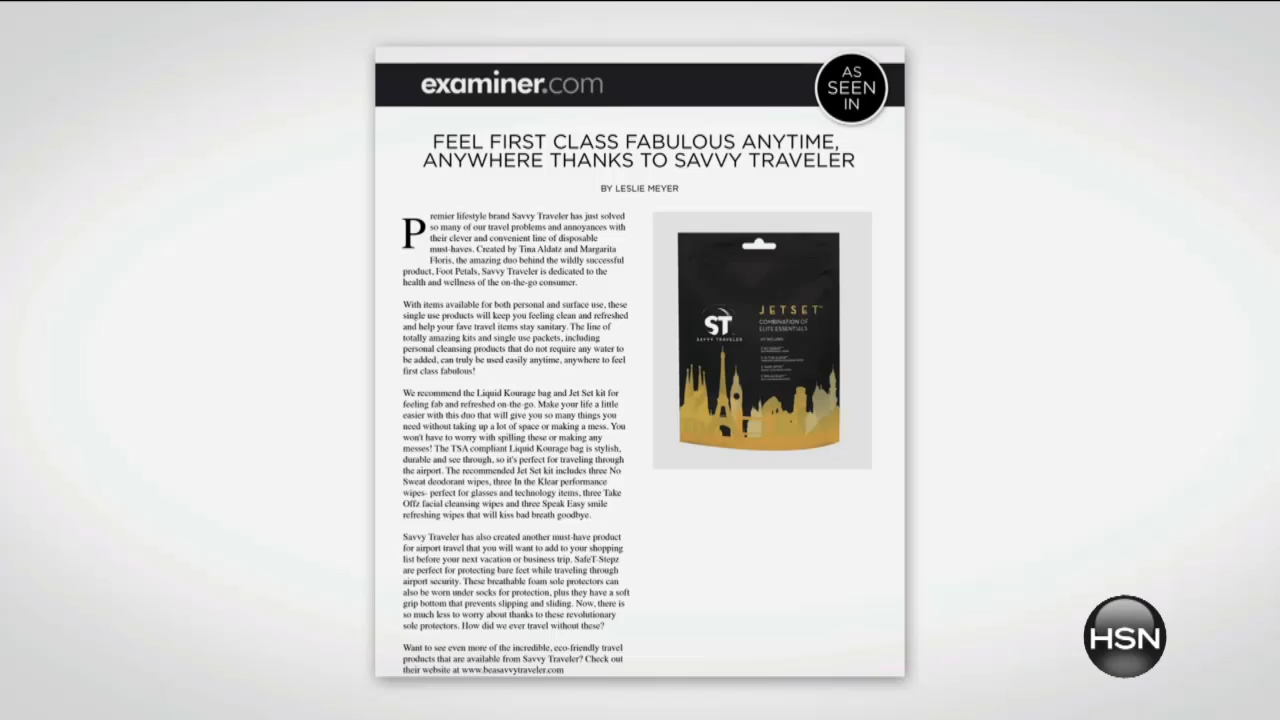 examiner.com
AS
SEEN
IN
FEEL FIRST CLASS FABULOUS ANYTIME,
ANYWHERE THANKS TO SAVVY TRAVELER
BY LESLIE MEYER
Premier lifestyle brand Savvy Traveler has just solved
so many of our travel problems and annoyances with
their clever and convenient line of disposable
must-haves. Created by Tina Aldatz and Margarita
Floris, the amazing duo behind the wildly successful
product, Foot Petals, Savvy Traveler is dedicated to the
health and wellness of the on-the-go consumer.
With items available for both personal and surface use, these
single use products will keep you feeling clean and refreshed
and help your fave travel items stay sanitary. The line of
totally amazing kits and single use packets, including
personal cleansing products that do not require any water to
be added, can truly be used easily anytime, anywhere to feel
first class fabulous!
We recommend the Liquid Kourage bag and Jet Set kit for
feeling fab and refreshed on-the-go. Make your life a little
easier with this duo that will give you so many things you
need without taking up a lot of space or making a mess. You
won't have to worry with spilling these or making any
messes! The TSA compliant Liquid Kourage bag is stylish,
durable and see through, so it's perfect for traveling through
the airport. The recommended Jet Set kit includes three No
Sweat deodorant wipes, three In the Klear performance
wipes- perfect for glasses and technology items, three Take
Offz facial cleansing wipes and three Speak Easy smile
refreshing wipes that will kiss bad breath goodbye.
Savvy Traveler has also created another must-have product
for airport travel that you will want to add to your shopping
list before your next vacation or business trip. SafeT-Stepz
are perfect for protecting bare feet while traveling through
airport security. These breathable foam sole protectors can
also be worn under socks for protection, plus they have a soft
grip bottom that prevents slipping and sliding. Now, there is
so much less to worry about thanks to these revolutionary
sole protectors. How did we ever travel without these?
Want to see even more of the incredible, eco-friendly travel
products that are available from Savvy Traveler? Check out
their website at www.beasavvytraveler.com
ST
SAVVY TRAVELER
JETSET™
COMBINATION OF
ELITE ESSENTIALS
HSN